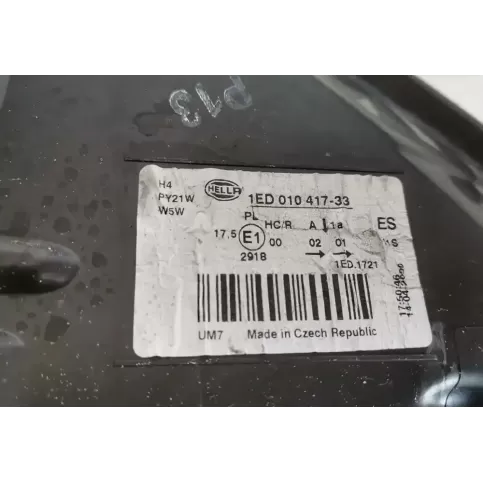 P13
H4
PY21W
W5W
HELLA
1ED 010 417-33
PL HC/R A 1a ES
17.5 E1 00 02 01
2918 → → 1ED.1721
UM7 Made in Czech Republic